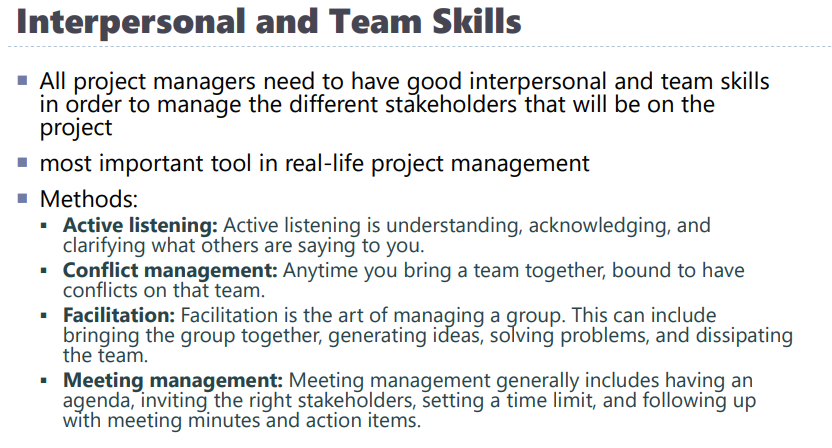 Interpersonal and Team Skills
All project managers need to have good interpersonal and team skills
in order to manage the different stakeholders that will be on the
project
most important tool in real-life project management
Methods:
Active listening: Active listening is understanding, acknowledging, and
clarifying what others are saying to you.
Conflict management: Anytime you bring a team together, bound to have
conflicts on that team.
Facilitation: Facilitation is the art of managing a group. This can include
bringing the group together, generating ideas, solving problems, and dissipating
the team.
Meeting management: Meeting management generally includes having an
agenda, inviting the right stakeholders, setting a time limit, and following up
with meeting minutes and action items.